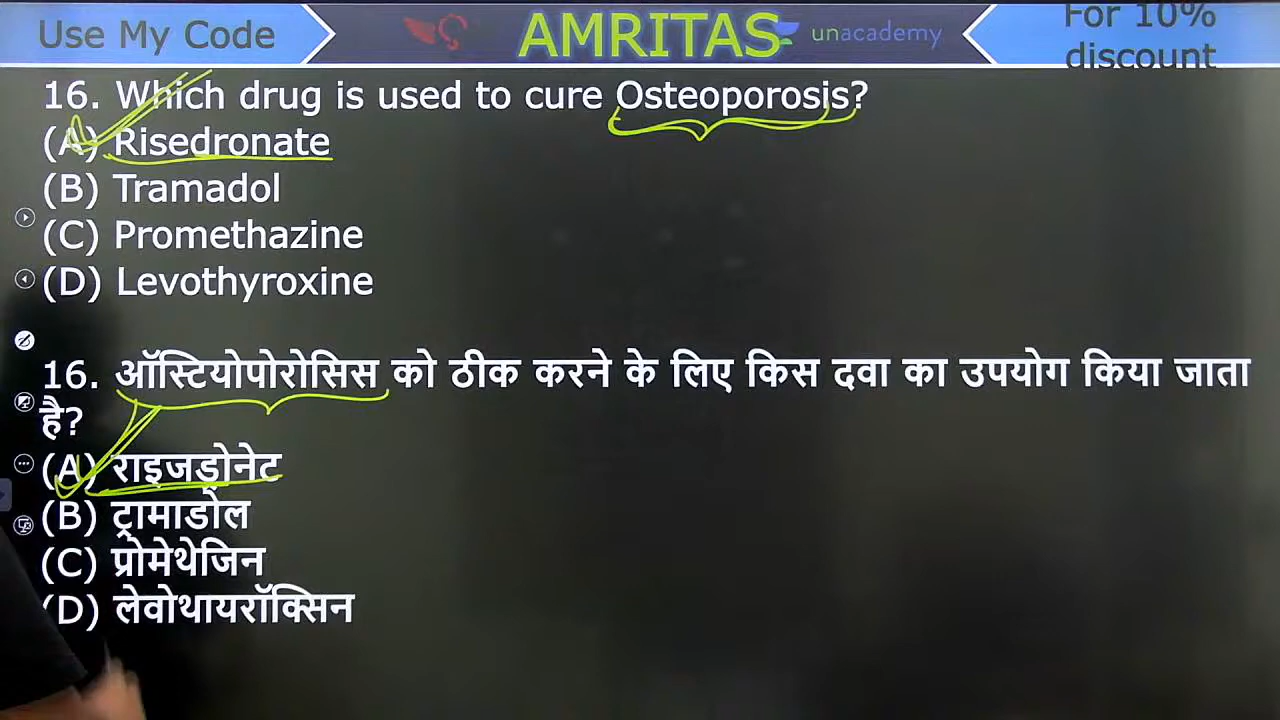 Use My Code
AMRITAS
unacademy
For 10%
discount
16. Which drug is used to cure Osteoporosis?
(A) Risedronate
(B) Tramadol
(C) Promethazine
(D) Levothyroxine
16. ऑस्टियोपोरोसिस को ठीक करने के लिए किस दवा का उपयोग किया जाता
है?
(A) राइजड्रोनेट
(B) ट्रामाडोल
(C) प्रोमेथेजिन
(D) लेवोथायरॉक्सिन